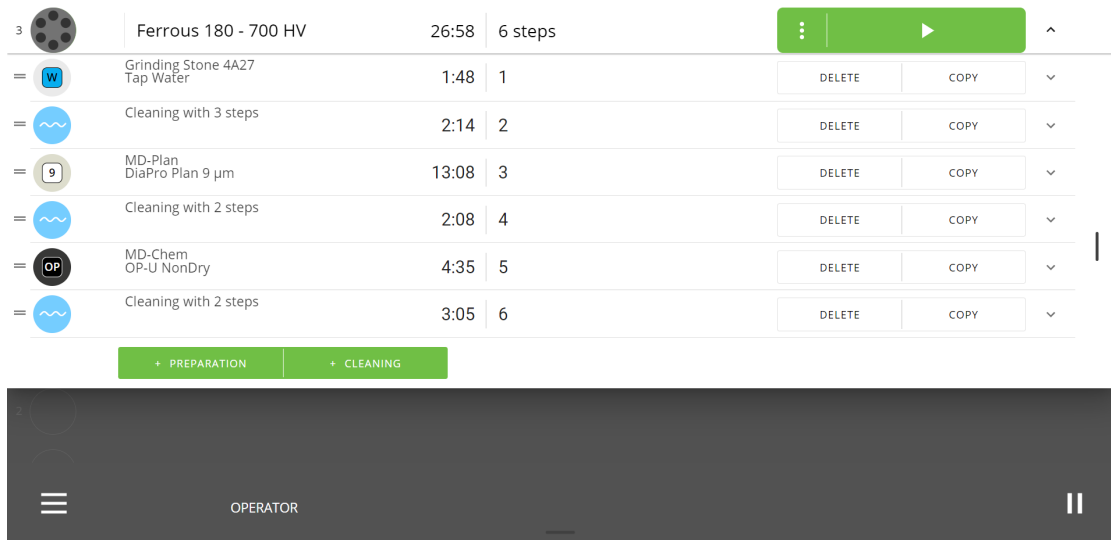 3 Ferrous 180 - 700 HV 26:58 6 steps
W Grinding Stone 4A27
Tap Water 1:48 1 DELETE COPY
Cleaning with 3 steps 2:14 2 DELETE COPY
9 MD-Plan
DiaPro Plan 9 µm 13:08 3 DELETE COPY
Cleaning with 2 steps 2:08 4 DELETE COPY
OP MD-Chem
OP-U NonDry 4:35 5 DELETE COPY
Cleaning with 2 steps 3:05 6 DELETE COPY
+ PREPARATION + CLEANING
2
OPERATOR